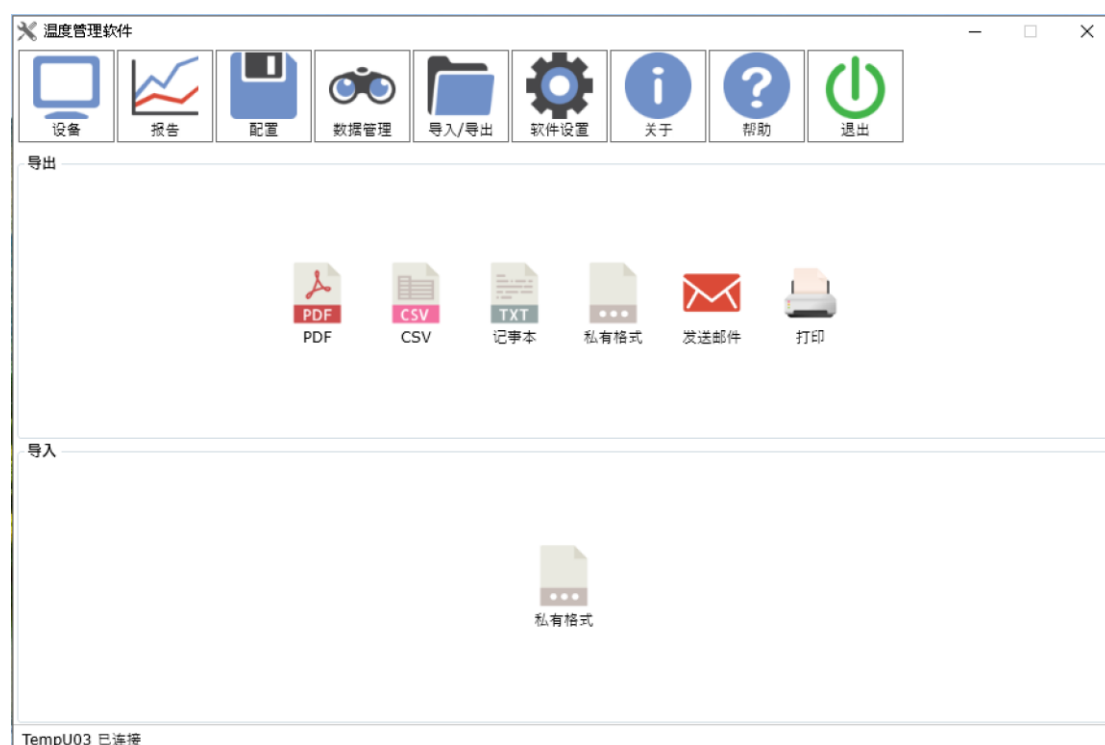 温度管理软件
设备 报告 配置 数据管理 导入/导出 软件设置 关于 帮助 退出
导出
PDF CSV TXT
PDF CSV 记事本 私有格式 发送邮件 打印
导入
私有格式
TempU03 已连接